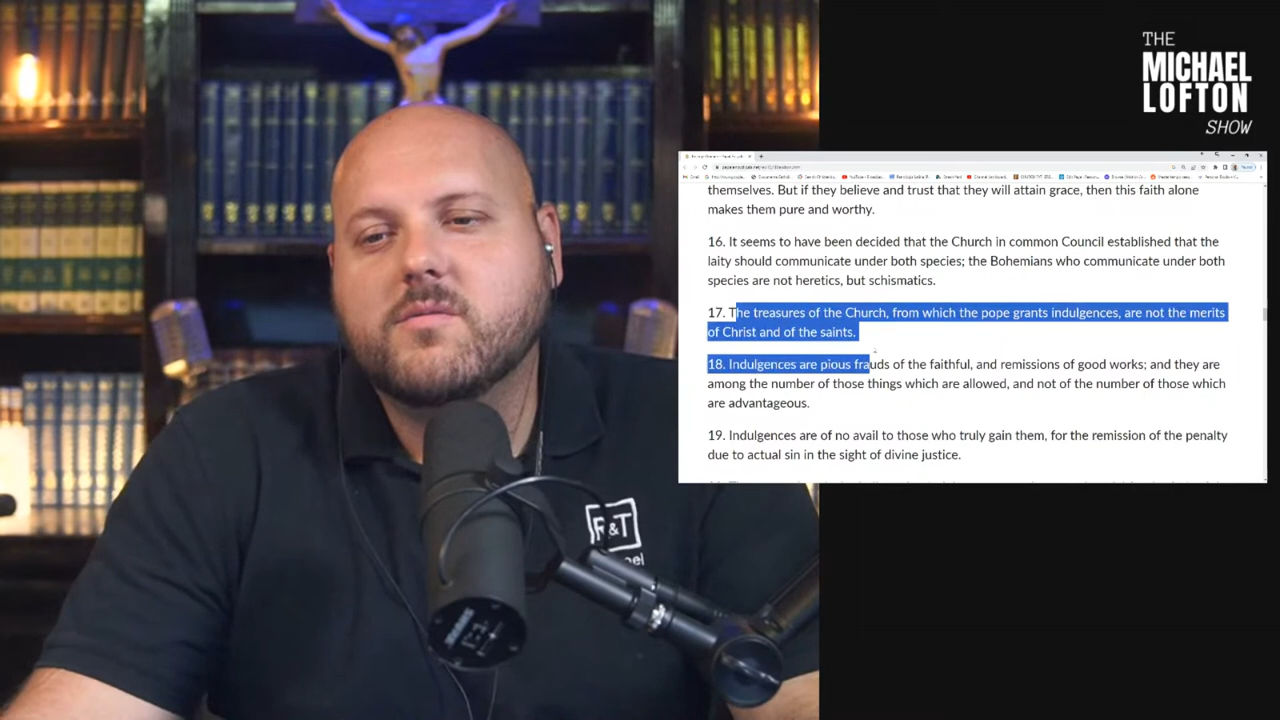 THE
MICHAEL
LOFTON
SHOW
themselves. But if they believe and trust that they will attain grace, then this faith alone
makes them pure and worthy.
16. It seems to have been decided that the Church in common Council established that the
laity should communicate under both species; the Bohemians who communicate under both
species are not heretics, but schismatics.
17. The treasures of the Church, from which the pope grants indulgences, are not the merits
of Christ and of the saints.
18. Indulgences are pious frauds of the faithful, and remissions of good works; and they are
among the number of those things which are allowed, and not of the number of those which
are advantageous.
19. Indulgences are of no avail to those who truly gain them, for the remission of the penalty
due to actual sin in the sight of divine justice.
R&T